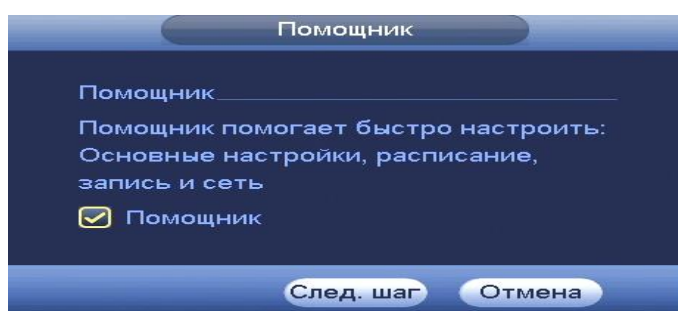 Помощник
Помощник
Помощник помогает быстро настроить:
Основные настройки, расписание,
запись и сеть
Помощник
След. шаг Отмена